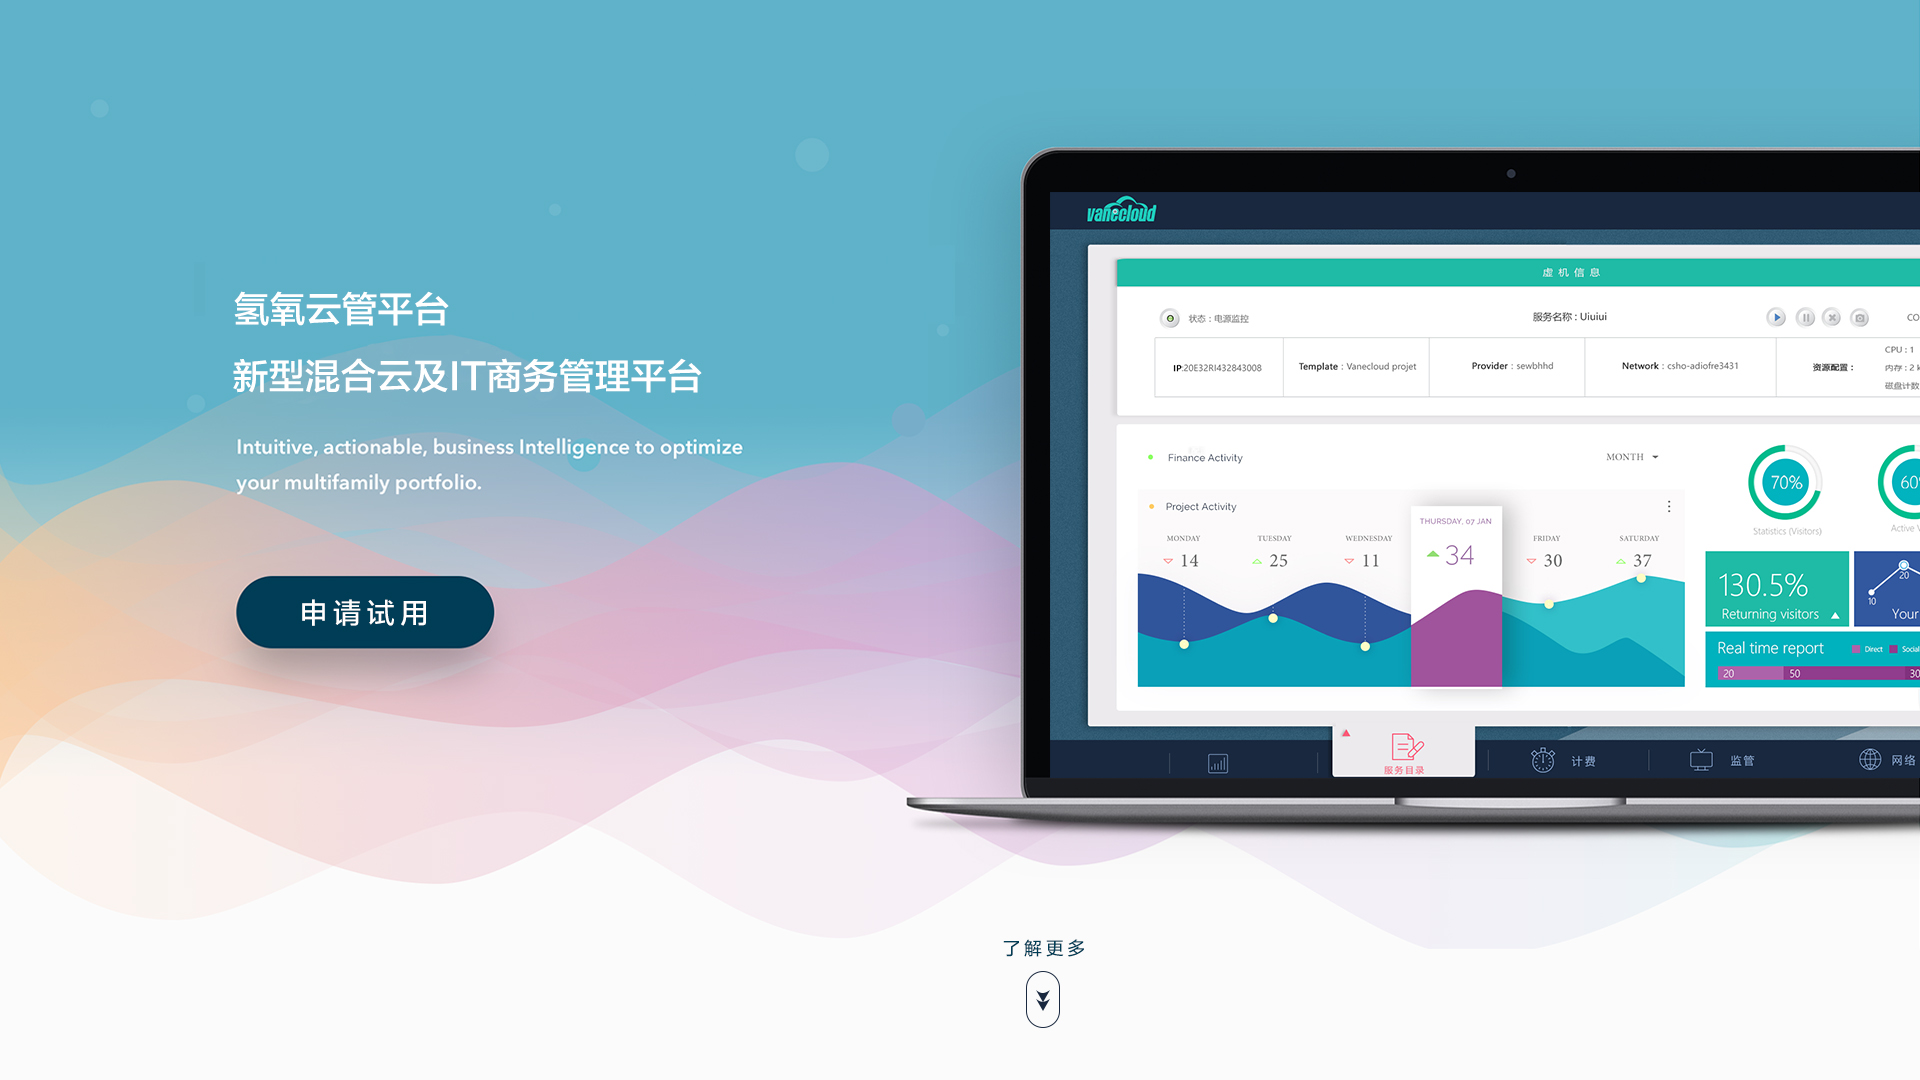 氢氧云管平台
新型混合云及IT商务管理平台
Intuitive, actionable, business Intelligence to optimize
your multifamily portfolio.
申请试用
vanecloud
虚机信息
状态：电源监控
服务名称：Uiuiui
CO
IP:20E32RI432843008
Template：Vanecloud projet
Provider：sewbhhd
Network：csho-adiofre3431
资源配置：
CPU：1
内存：2
磁盘计数
Finance Activity
MONTH
Project Activity
MONDAY
14
TUESDAY
25
WEDNESDAY
11
THURSDAY, 07 JAN
34
FRIDAY
30
SATURDAY
37
70%
Statistics (Visitors)
60
Active
130.5%
Returning visitors
10
20
Your
Real time report
Direct
Social
20
50
30
服务目录
计费
监管
网络
了解更多